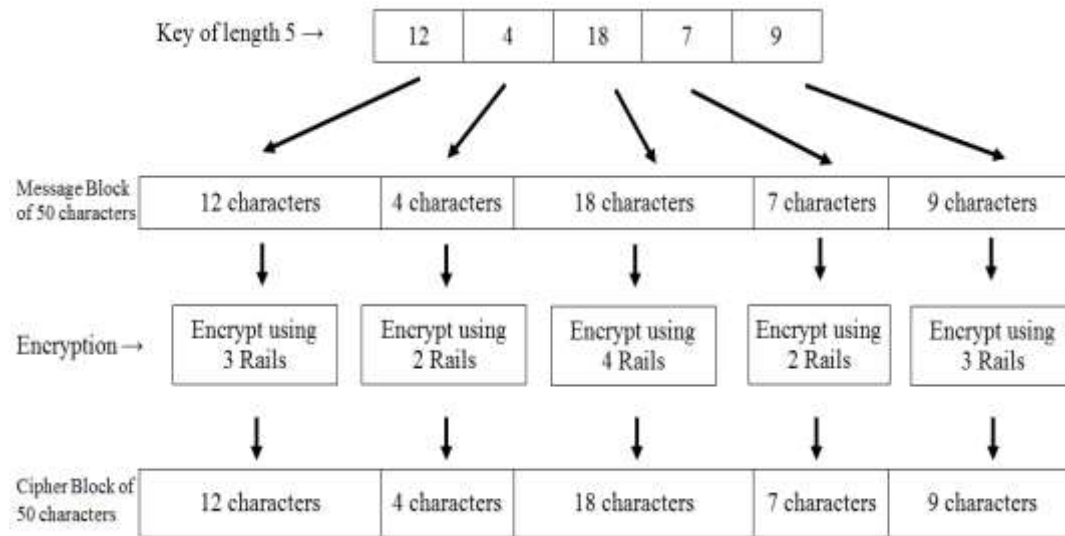 Key of length 5 →
12 4 18 7 9
Message Block
of 50 characters
12 characters 4 characters 18 characters 7 characters 9 characters
Encryption →
Encrypt using
3 Rails
Encrypt using
2 Rails
Encrypt using
4 Rails
Encrypt using
2 Rails
Encrypt using
3 Rails
Cipher Block of
50 characters
12 characters 4 characters 18 characters 7 characters 9 characters